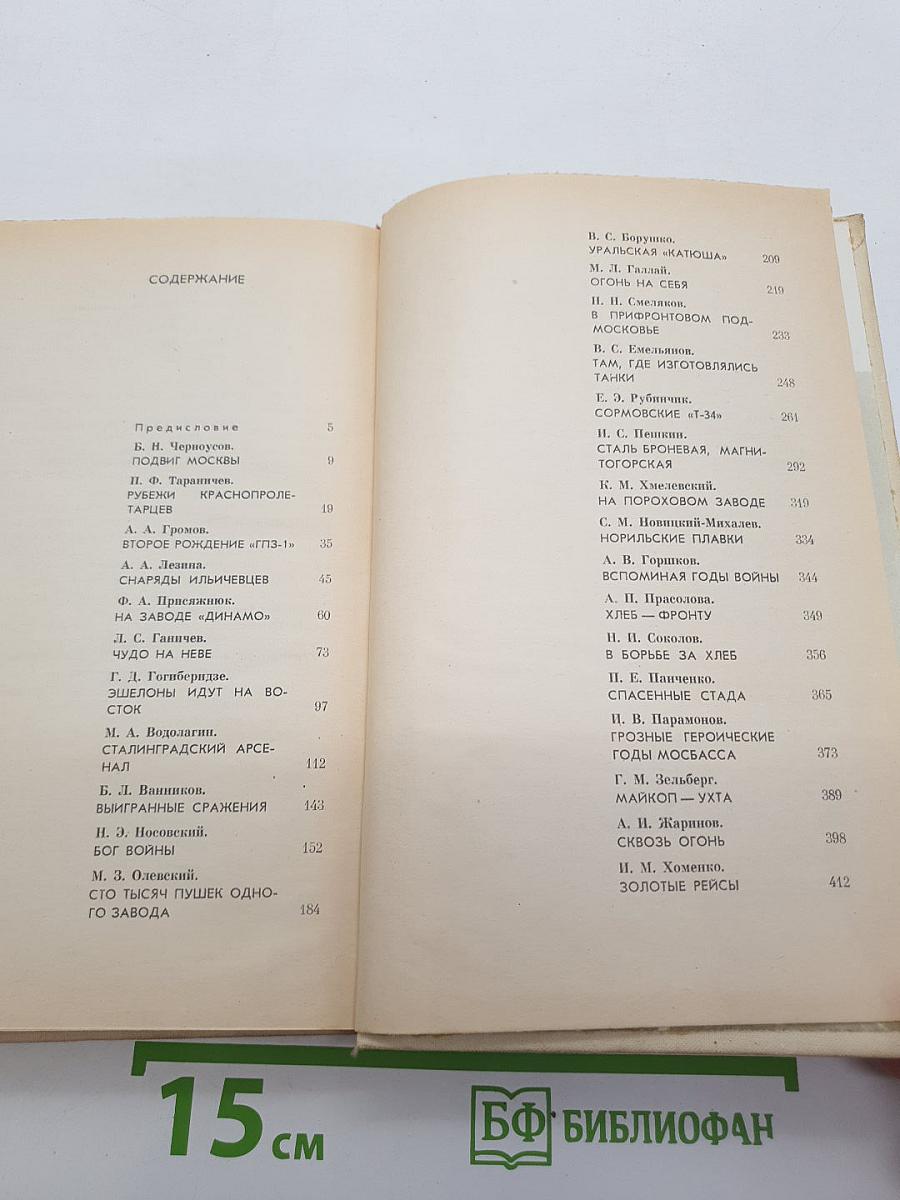 СОДЕРЖАНИЕ
Предисловие 5
Б. Н. Черноусов.
ПОДВИГ МОСКВЫ 9
П. Ф. Тараничев.
РУБЕЖИ КРАСНОПРОЛЕ-
ТАРЦЕВ 19
А. А. Громов.
ВТОРОЕ РОЖДЕНИЕ «ГПЗ-1» 35
А. А. Лезина.
СНАРЯДЫ ИЛЬИЧЕВЦЕВ 45
Ф. А. Присяжнюк.
НА ЗАВОДЕ «ДИНАМО» 60
Л. С. Ганичев.
ЧУДО НА НЕВЕ 73
Г. Д. Гогиберидзе.
ЭШЕЛОНЫ ИДУТ НА ВО-
СТОК 97
М. А. Водолагин.
СТАЛИНГРАДСКИЙ АРСЕ-
НАЛ 112
Б. Л. Ванников.
ВЫИГРАННЫЕ СРАЖЕНИЯ 143
Н. Э. Носовский.
БОГ ВОЙНЫ 152
М. З. Олевский.
СТО ТЫСЯЧ ПУШЕК ОДНО-
ГО ЗАВОДА 184
В. С. Борушко.
УРАЛЬСКАЯ «КАТЮША» 209
М. Л. Галлай.
ОГОНЬ НА СЕБЯ 219
Н. Н. Смеляков.
В ПРИФРОНТОВОМ ПОД-
МОСКОВЬЕ 233
В. С. Емельянов.
ТАМ, ГДЕ ИЗГОТОВЛЯЛИСЬ
ТАНКИ 248
Е. Э. Рубинчик.
СОРМОВСКИЕ «Т-34» 261
И. С. Пешкин.
СТАЛЬ БРОНЕВАЯ, МАГНИ-
ТОГОРСКАЯ 292
К. М. Хмелевский.
НА ПОРОХОВОМ ЗАВОДЕ 319
С. М. Новицкий-Михалев.
НОРИЛЬСКИЕ ПЛАВКИ 334
А. В. Горшков.
ВСПОМИНАЯ ГОДЫ ВОЙНЫ 344
А. П. Прасолова.
ХЛЕБ — ФРОНТУ 349
Н. И. Соколов.
В БОРЬБЕ ЗА ХЛЕБ 356
П. Е. Панченко.
СПАСЕННЫЕ СТАДА 365
И. В. Парамонов.
ГРОЗНЫЕ ГЕРОИЧЕСКИЕ
ГОДЫ МОСБАССА 373
Г. М. Зельберг.
МАЙКОП — УХТА 389
А. И. Жаринов.
СКВОЗЬ ОГОНЬ 398
И. М. Хоменко.
ЗОЛОТЫЕ РЕЙСЫ 412
15 см
БФ БИБЛИОФАН